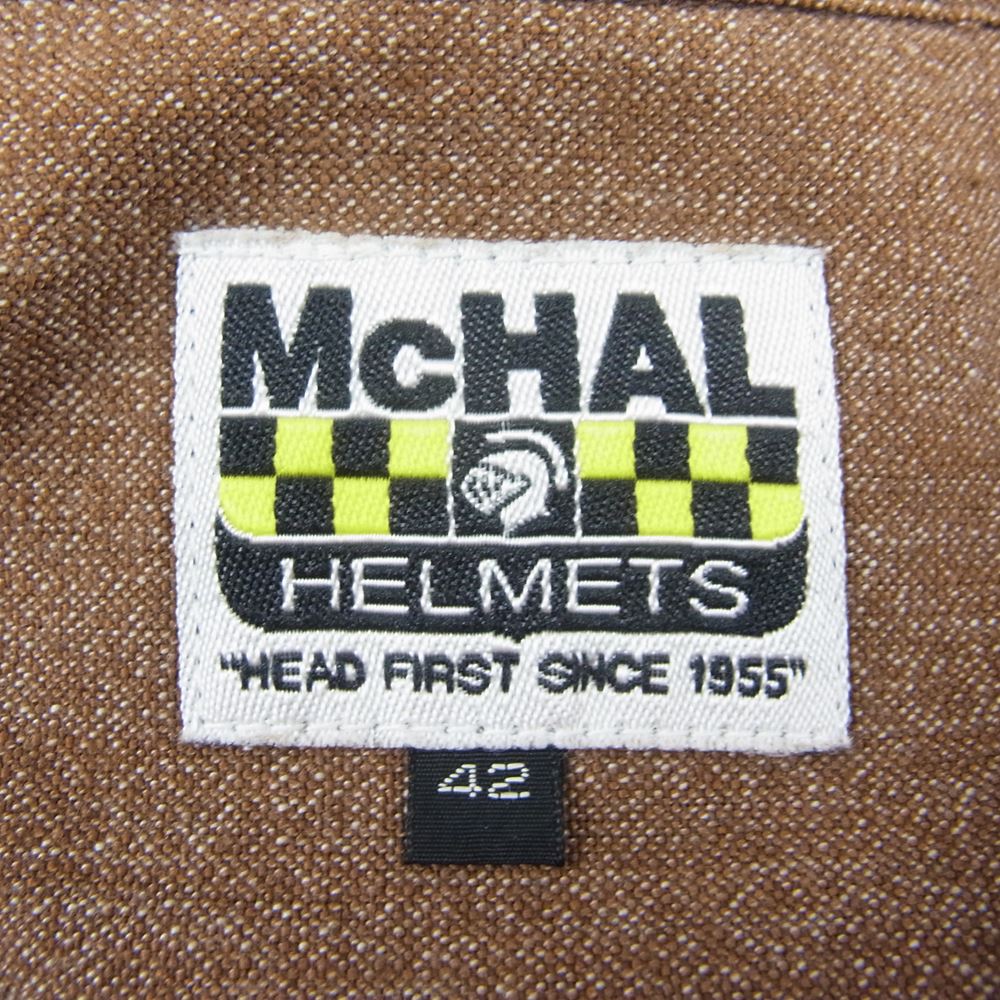 McHAL
HELMETS
"HEAD FIRST SINCE 1955"
42